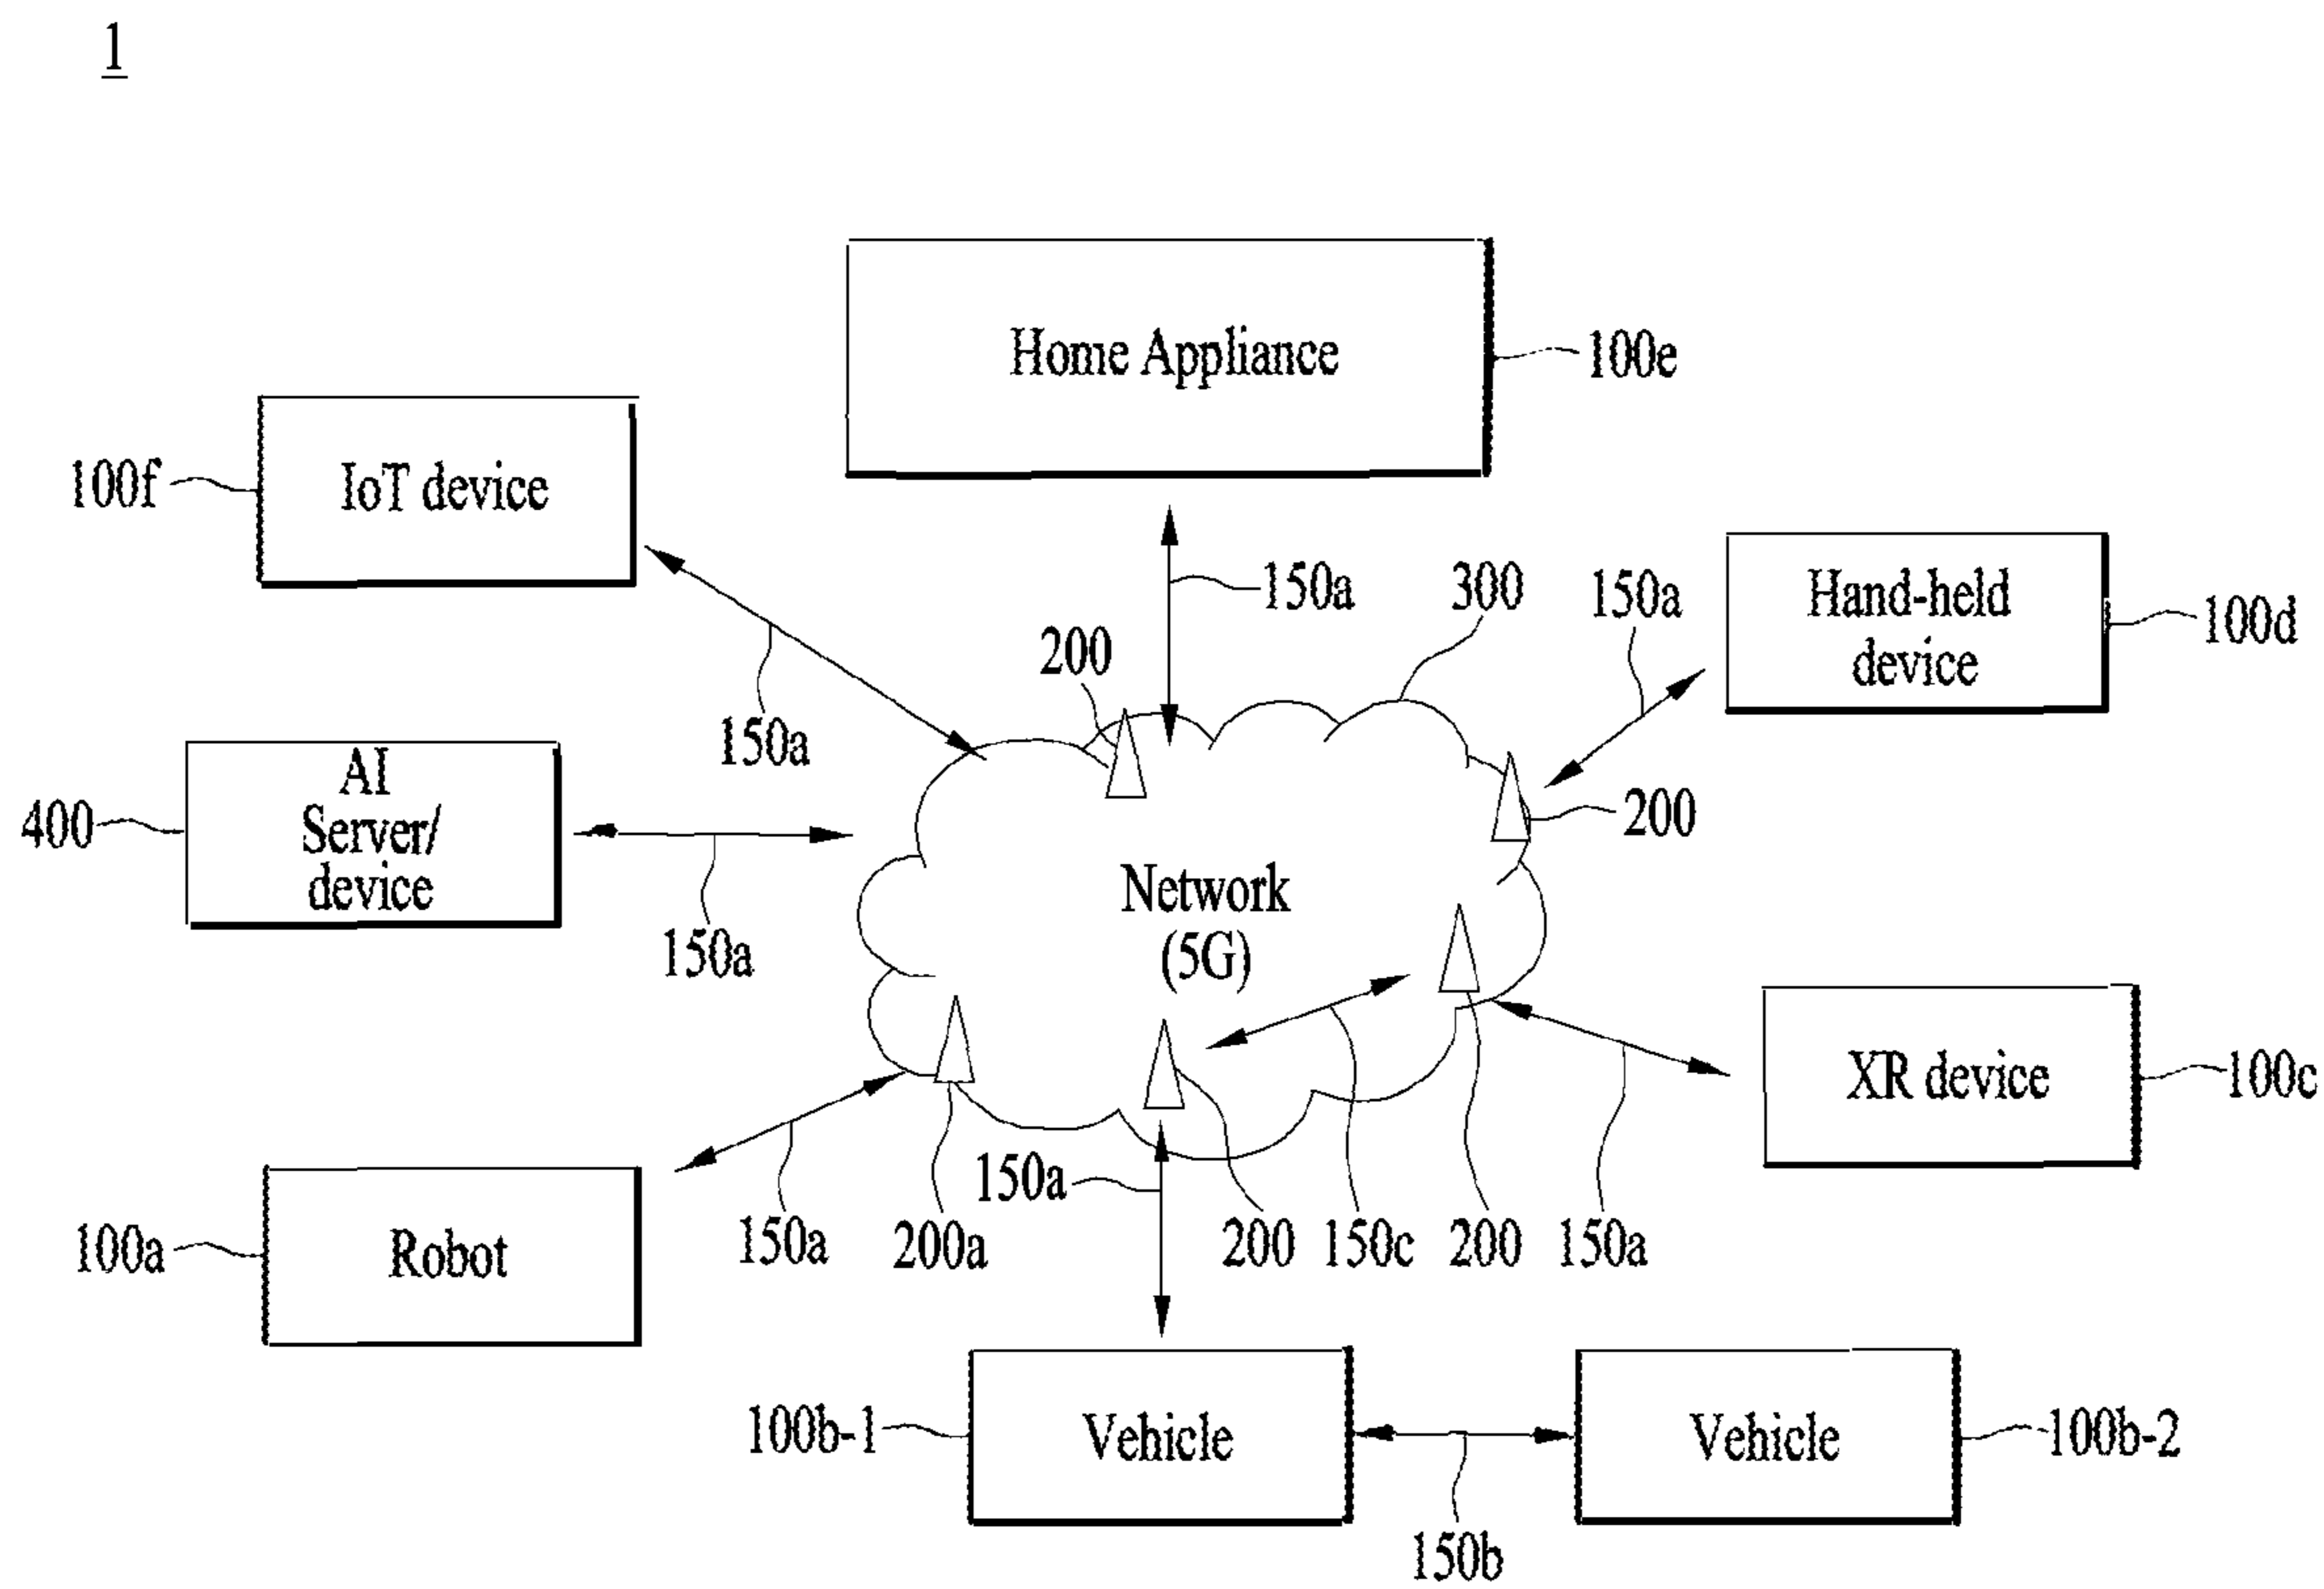 1
Home Appliance
100e
IoT device
100f
150a
300
150a
Hand-held
device
100d
200
150a
AI
Server/
device
400
200
Network
(5G)
150a
XR device
100c
150a
Robot
100a
150a
200a
200
150c
200
150a
100b-1
Vehicle
Vehicle
100b-2
150b